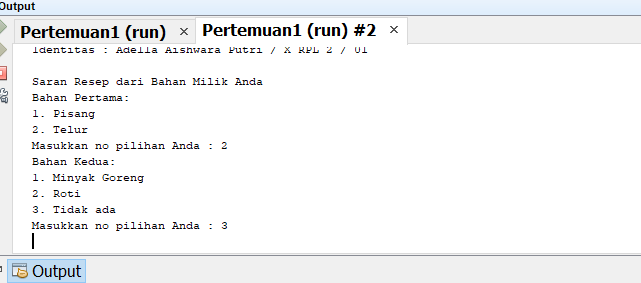 Output
Pertemuan1 (run) × Pertemuan1 (run) #2 ×
Identitas : Adella Aishwara Putri / X RPL 2 / 01
Saran Resep dari Bahan Milik Anda
Bahan Pertama:
1. Pisang
2. Telur
Masukkan no pilihan Anda : 2
Bahan Kedua:
1. Minyak Goreng
2. Roti
3. Tidak ada
Masukkan no pilihan Anda : 3
Output